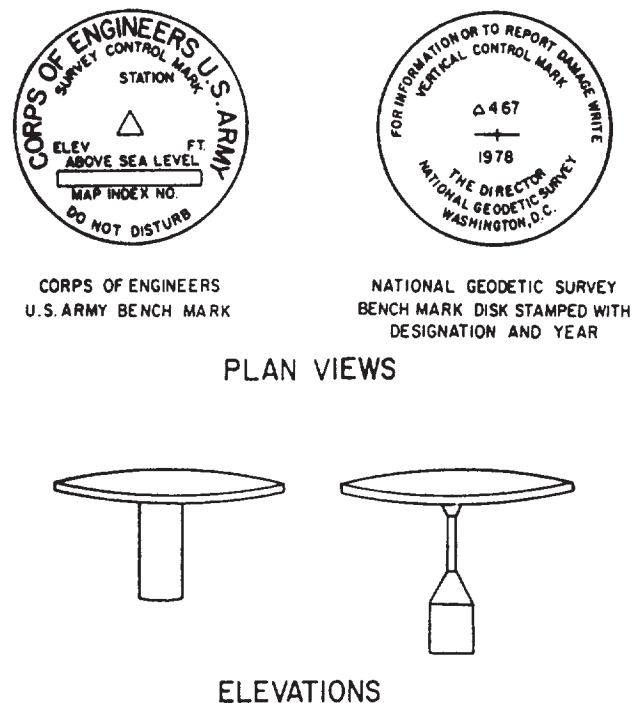 CORPS OF ENGINEERS U.S. ARMY
SURVEY CONTROL MARK
STATION
ELEV FT.
ABOVE SEA LEVEL
MAP INDEX NO.
DO NOT DISTURB
FOR INFORMATION OR TO REPORT DAMAGE WRITE
VERTICAL CONTROL MARK
△467
1978
THE DIRECTOR
NATIONAL GEODETIC SURVEY
WASHINGTON, D.C.
CORPS OF ENGINEERS
U.S. ARMY BENCH MARK
NATIONAL GEODETIC SURVEY
BENCH MARK DISK STAMPED WITH
DESIGNATION AND YEAR
PLAN VIEWS
ELEVATIONS